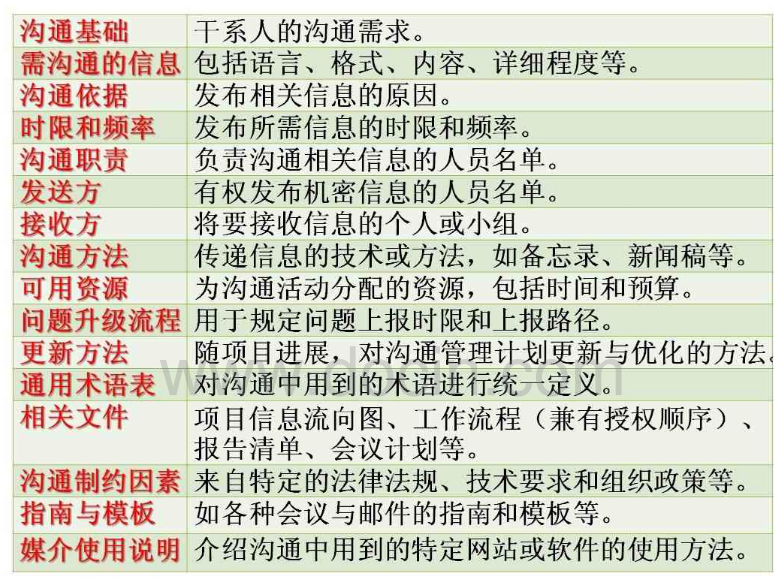 沟通基础 干系人的沟通需求。
需沟通的信息 包括语言、格式、内容、详细程度等。
沟通依据 发布相关信息的原因。
时限和频率 发布所需信息的时限和频率。
沟通职责 负责沟通相关信息的人员名单。
发送方 有权发布机密信息的人员名单。
接收方 将要接收信息的个人或小组。
沟通方法 传递信息的技术或方法，如备忘录、新闻稿等。
可用资源 为沟通活动分配的资源，包括时间和预算。
问题升级流程 用于规定问题上报时限和上报路径。
更新方法 随项目进展，对沟通管理计划更新与优化的方法。
通用术语表 对沟通中用到的术语进行统一定义。
www.docin.com
相关文件 项目信息流向图、工作流程（兼有授权顺序）、
报告清单、会议计划等。
沟通制约因素 来自特定的法律法规、技术要求和组织政策等。
指南与模板 如各种会议与邮件的指南和模板等。
媒介使用说明 介绍沟通中用到的特定网站或软件的使用方法。